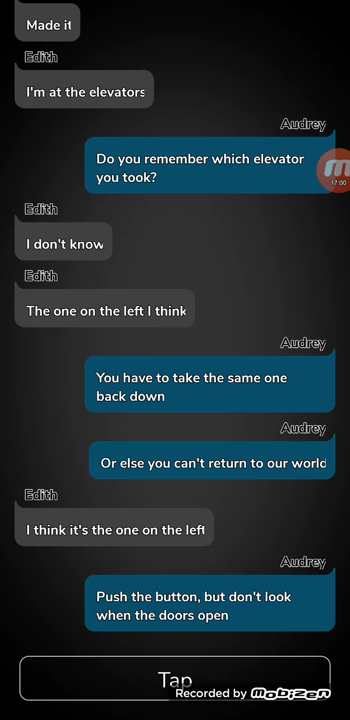 Made it
Edith
I'm at the elevators
Audrey
Do you remember which elevator
you took?
17:00
Edith
I don't know
Edith
The one on the left I think
Audrey
You have to take the same one
back down
Audrey
Or else you can't return to our world
Edith
I think it's the one on the left
Audrey
Push the button, but don't look
when the doors open
Tap
Recorded by Mobizen